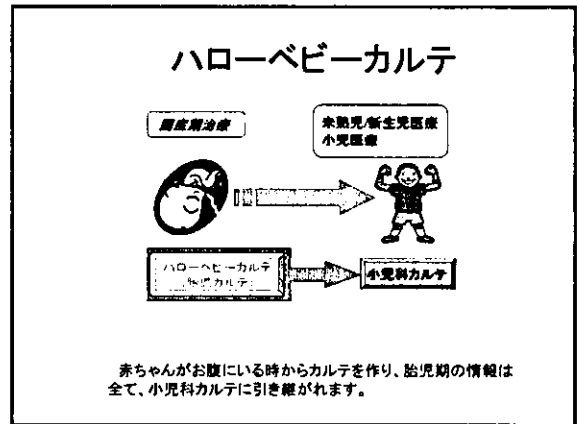 ハローベビーカルテ
周産期治療
未熟児/新生児医療
小児医療
ハローベビーカルテ
胎児カルテ
小児科カルテ
赤ちゃんがお腹にいる時からカルテを作り、胎児期の情報は
全て、小児科カルテに引き継がれます。